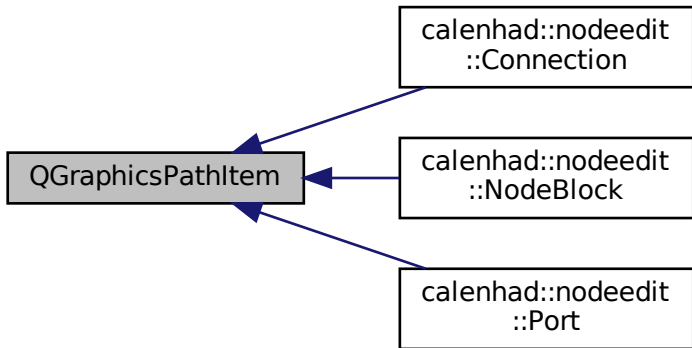 calenhad::nodeedit
::Connection
QGraphicsPathItem
calenhad::nodeedit
::NodeBlock
calenhad::nodeedit
::Port